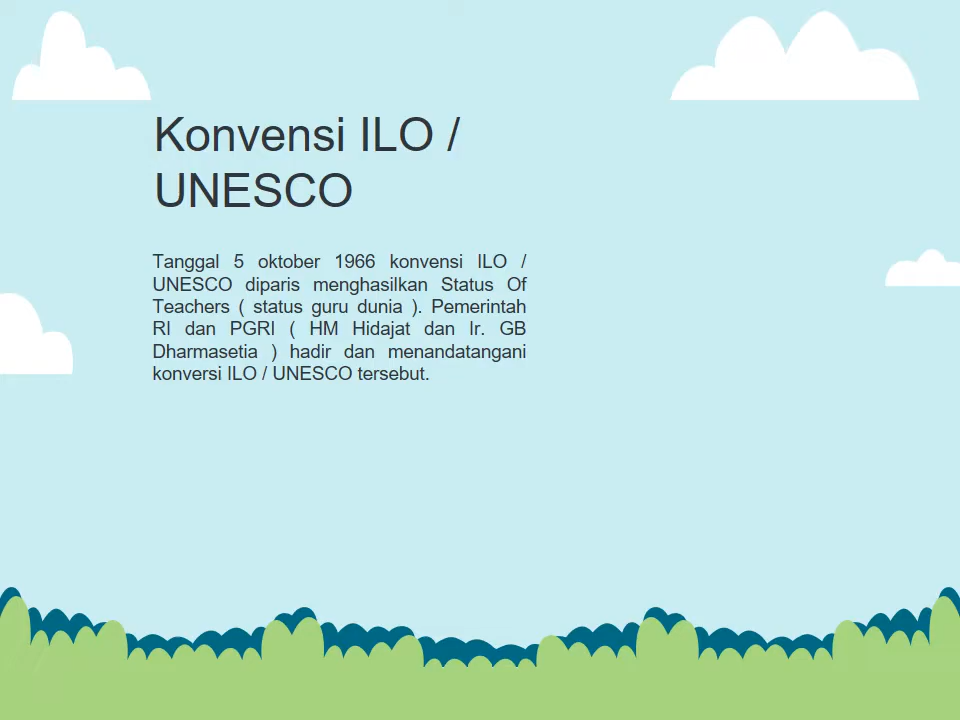 Konvensi ILO /
UNESCO
Tanggal 5 oktober 1966 konvensi ILO /
UNESCO diparis menghasilkan Status Of
Teachers ( status guru dunia ). Pemerintah
RI dan PGRI ( HM Hidajat dan Ir. GB
Dharmasetia ) hadir dan menandatangani
konversi ILO / UNESCO tersebut.